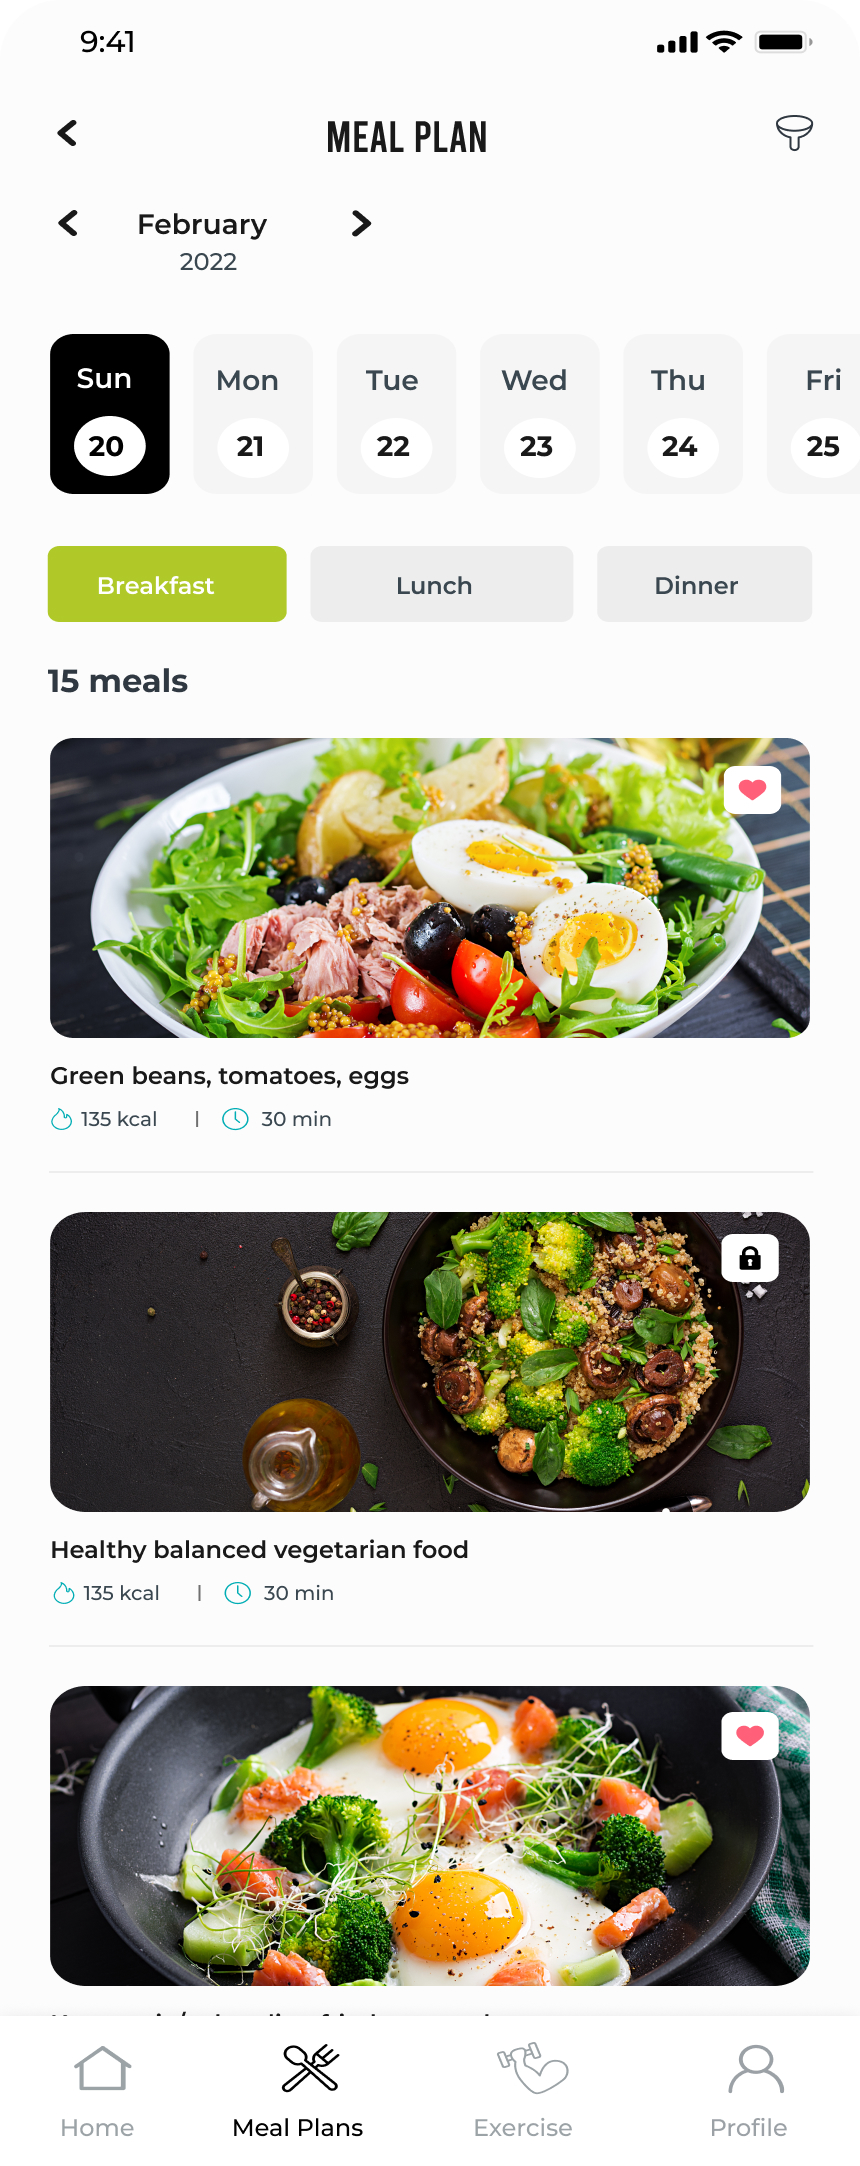 9:41
MEAL PLAN
February
2022
Sun Mon Tue Wed Thu Fri
20 21 22 23 24 25
Breakfast Lunch Dinner
15 meals
Green beans, tomatoes, eggs
135 kcal | 30 min
Healthy balanced vegetarian food
135 kcal | 30 min
Home Meal Plans Exercise Profile